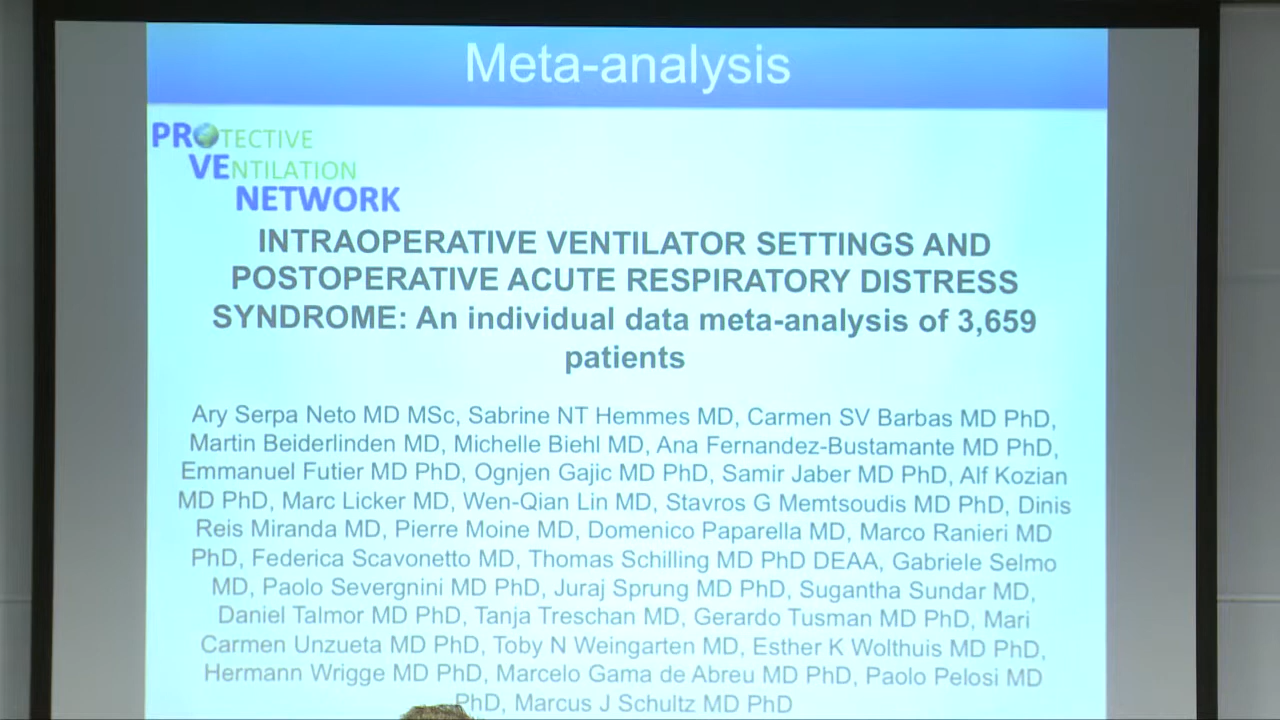 Meta-analysis
PROTECTIVE
VENTILATION
NETWORK
INTRAOPERATIVE VENTILATOR SETTINGS AND
POSTOPERATIVE ACUTE RESPIRATORY DISTRESS
SYNDROME: An individual data meta-analysis of 3,659
patients
Ary Serpa Neto MD MSc, Sabrine NT Hemmes MD, Carmen SV Barbas MD PhD,
Martin Beiderlinden MD, Michelle Biehl MD, Ana Fernandez-Bustamante MD PhD,
Emmanuel Futier MD PhD, Ognjen Gajic MD PhD, Samir Jaber MD PhD, Alf Kozian
MD PhD, Marc Licker MD, Wen-Qian Lin MD, Stavros G Memtsoudis MD PhD, Dinis
Reis Miranda MD, Pierre Moine MD, Domenico Paparella MD, Marco Ranieri MD
PhD, Federica Scavonetto MD, Thomas Schilling MD PhD DEAA, Gabriele Selmo
MD, Paolo Severgnini MD PhD, Juraj Sprung MD PhD, Sugantha Sundar MD,
Daniel Talmor MD PhD, Tanja Treschan MD, Gerardo Tusman MD PhD, Mari
Carmen Unzueta MD PhD, Toby N Weingarten MD, Esther K Wolthuis MD PhD,
Hermann Wrigge MD PhD, Marcelo Gama de Abreu MD PhD, Paolo Pelosi MD
PhD, Marcus J Schultz MD PhD